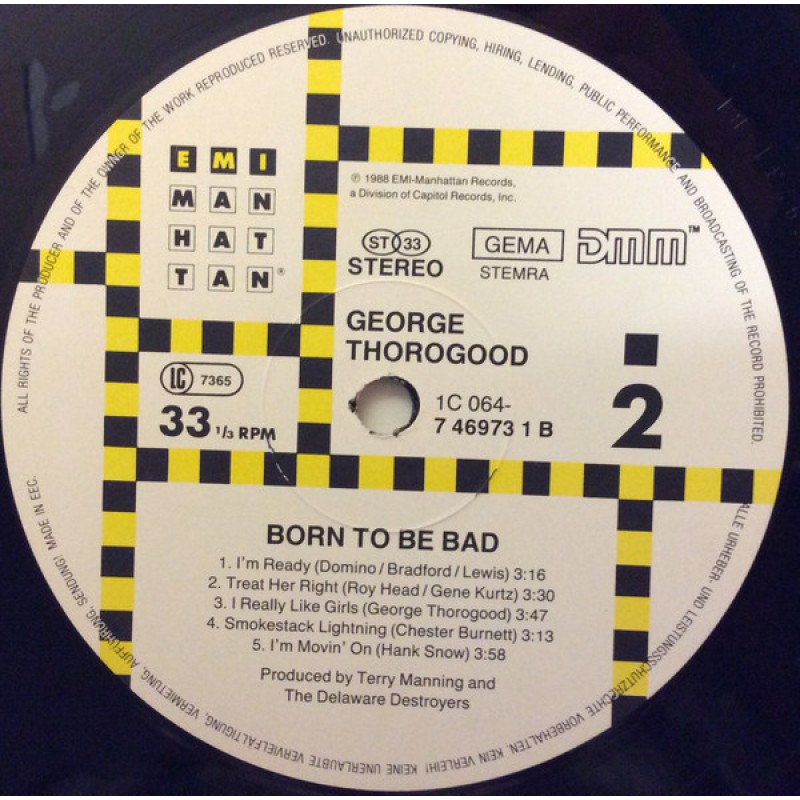 ALL RIGHTS OF THE PRODUCER AND OF THE OWNER OF THE WORK REPRODUCED RESERVED. UNAUTHORIZED COPYING, HIRING, LENDING, PUBLIC PERFORMANCE AND BROADCASTING OF THE RECORD PROHIBITED.
EMI
MAN
HAT
TAN®
℗ 1988 EMI-Manhattan Records,
a Division of Capitol Records, Inc.
ST 33
STEREO
GEMA
STEMRA
DMM™
GEORGE
THOROGOOD
LC 7365
33 1/3 RPM
1C 064-
7 46973 1 B
2
BORN TO BE BAD
1. I'm Ready (Domino/Bradford/Lewis) 3:16
2. Treat Her Right (Roy Head/Gene Kurtz) 3:30
3. I Really Like Girls (George Thorogood) 3:47
4. Smokestack Lightning (Chester Burnett) 3:13
5. I'm Movin' On (Hank Snow) 3:58
Produced by Terry Manning and
The Delaware Destroyers
ALLE URHEBER- UND LEISTUNGSSCHUTZRECHTE VORBEHALTEN. KEIN VERLEIH! KEINE UNERLAUBTE VERVIELFÄLTIGUNG, VERMIETUNG, AUFFÜHRUNG, SENDUNG! MADE IN EEC.